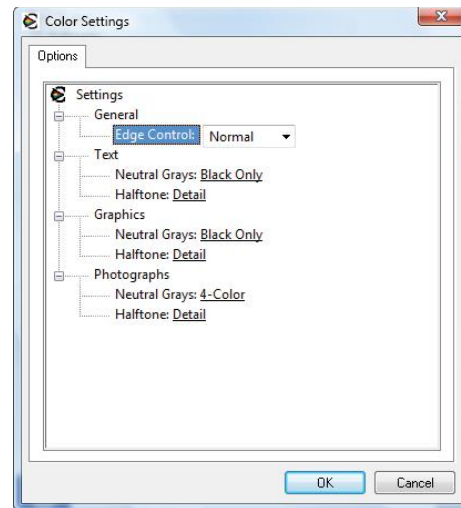 Color Settings
Options
Settings
General
Edge Control: Normal
Text
Neutral Grays: Black Only
Halftone: Detail
Graphics
Neutral Grays: Black Only
Halftone: Detail
Photographs
Neutral Grays: 4-Color
Halftone: Detail
OK Cancel